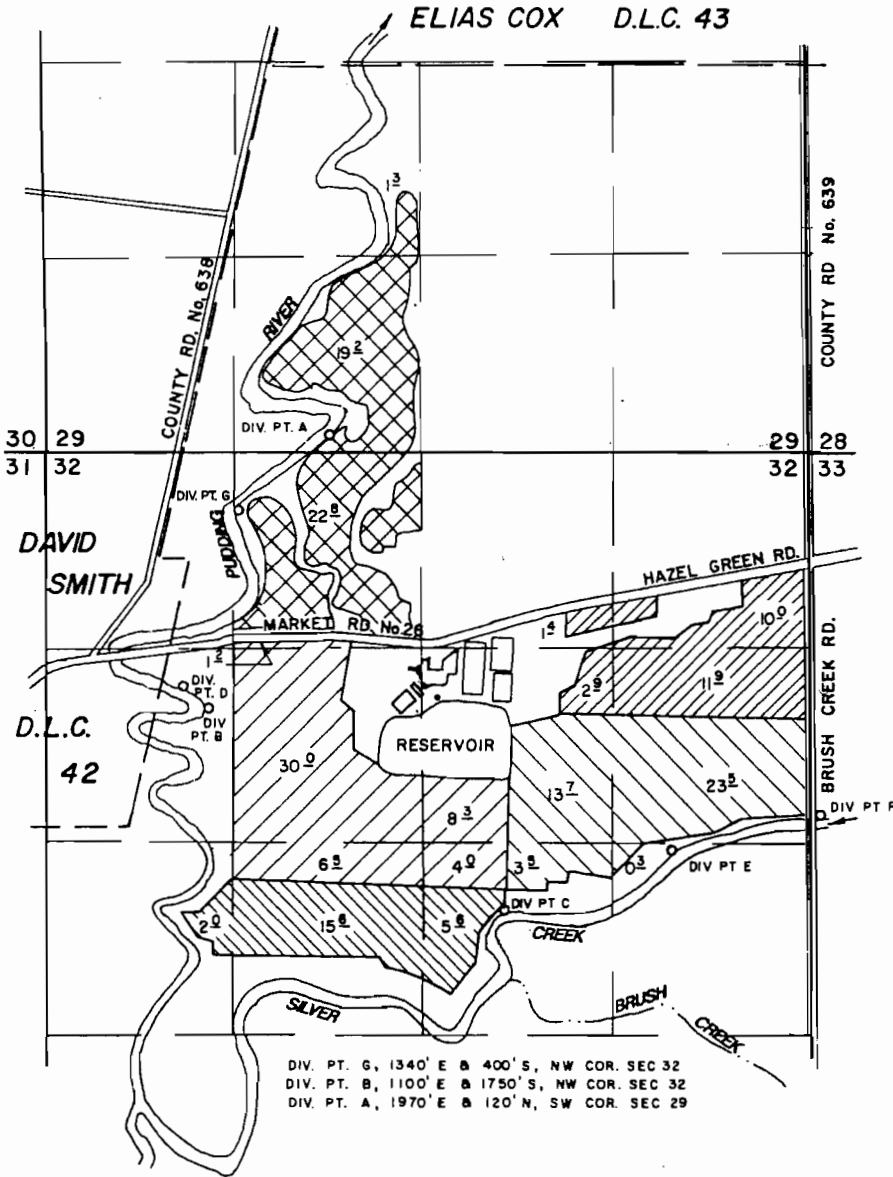 ELIAS COX D.L.C. 43
COUNTY RD. No. 638
COUNTY RD No. 639
RIVER
1 3
19 2
DIV. PT. A
30 29
31 32
29 28
32 33
DIV. PT. G
PUDDING
22 8
DAVID
SMITH
HAZEL GREEN RD.
MARKET RD. No. 26
1 4
10 0
1 2
DIV.
PT. D
DIV
PT. B
2 9
11 9
BRUSH CREEK RD.
D.L.C.
42
RESERVOIR
30 0
13 7
23 5
8 3
DIV PT F
6 5
4 0
3 5
0 3
DIV PT E
DIV PT C
2 0
15 6
5 6
CREEK
SILVER
BRUSH
CREEK
DIV. PT. G, 1340' E & 400' S, NW COR. SEC 32
DIV. PT. B, 1100' E & 1750' S, NW COR. SEC 32
DIV. PT. A, 1970' E & 120' N, SW COR. SEC 29